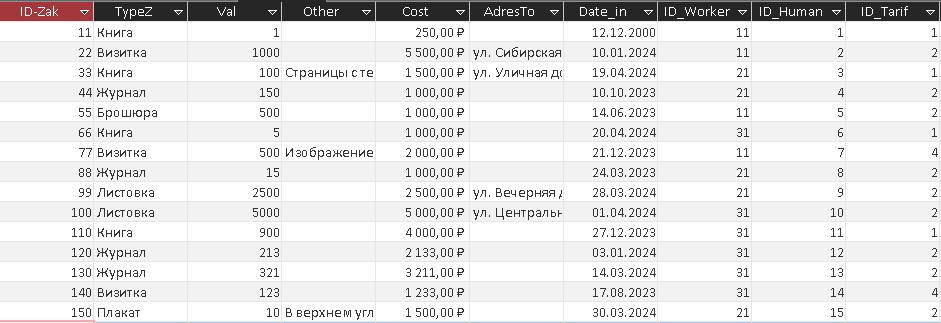 ID-Zak TypeZ Val Other Cost AdresTo Date_in ID_Worker ID_Human ID_Tarif
11 Книга 1 250,00 ₽ 12.12.2000 11 1 1
22 Визитка 1000 5 500,00 ₽ ул. Сибирская 10.01.2024 11 2 2
33 Книга 100 Страницы с те 1 500,00 ₽ ул. Уличная до 19.04.2024 21 3 1
44 Журнал 150 1 000,00 ₽ 10.10.2023 21 4 2
55 Брошюра 500 1 000,00 ₽ 14.06.2023 11 5 2
66 Книга 5 1 000,00 ₽ 20.04.2024 31 6 1
77 Визитка 500 Изображение 2 000,00 ₽ 21.12.2023 11 7 4
88 Журнал 15 1 000,00 ₽ 24.03.2023 21 8 2
99 Листовка 2500 2 500,00 ₽ ул. Вечерняя д 28.03.2024 21 9 2
100 Листовка 5000 5 000,00 ₽ ул. Центральн 01.04.2024 31 10 2
110 Книга 900 4 000,00 ₽ 27.12.2023 31 11 1
120 Журнал 213 2 133,00 ₽ 03.01.2024 31 12 2
130 Журнал 321 3 211,00 ₽ 14.03.2024 31 13 2
140 Визитка 123 1 233,00 ₽ 17.08.2023 31 14 4
150 Плакат 10 В верхнем угл 1 500,00 ₽ 30.03.2024 21 15 2